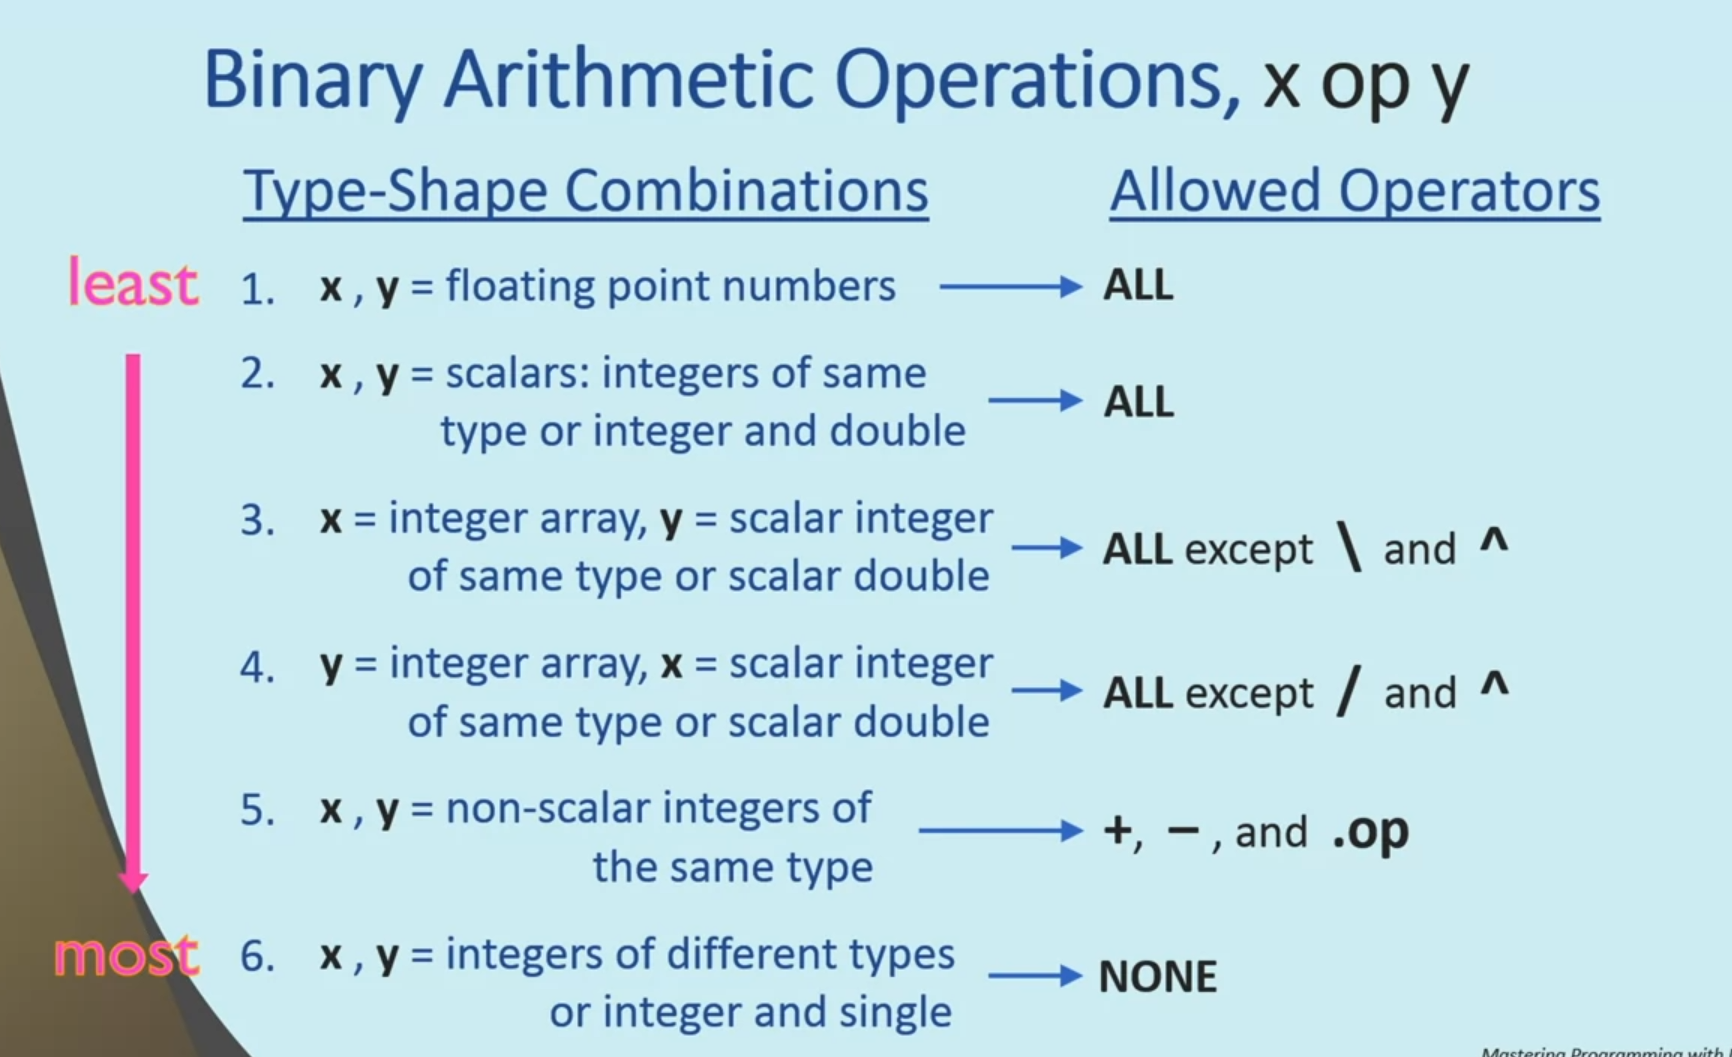 Binary Arithmetic Operations, x op y
Type-Shape Combinations
Allowed Operators
least
1. x , y = floating point numbers
ALL
2. x , y = scalars: integers of same
type or integer and double
ALL
3. x = integer array, y = scalar integer
of same type or scalar double
ALL except \ and ^
4. y = integer array, x = scalar integer
of same type or scalar double
ALL except / and ^
5. x , y = non-scalar integers of
the same type
+, − , and .op
most
6. x , y = integers of different types
or integer and single
NONE
Mastering Programming with